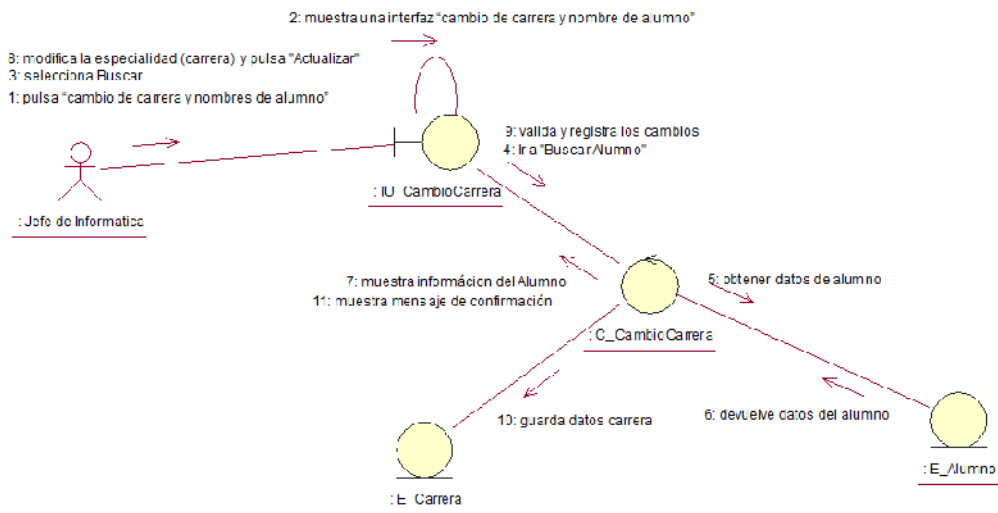 2: muestra una interfaz "cambio de carrera y nombre de alumno"
8: modifica la especialidad (carrera) y pulsa "Actualizar"
3: selecciona Buscar
1: pulsa "cambio de carrera y nombres de alumno"
9: valida y registra los cambios
4: Ir a "Buscar Alumno"
: IU_CambioCarrera
: Jefe de Informatica
7: muestra informácion del Alumno
11: muestra mensaje de confirmación
5: obtener datos de alumno
: C_CambioCarrera
10: guarda datos carrera
6: devuelve datos del alumno
: E_Alumno
: E_Carrera